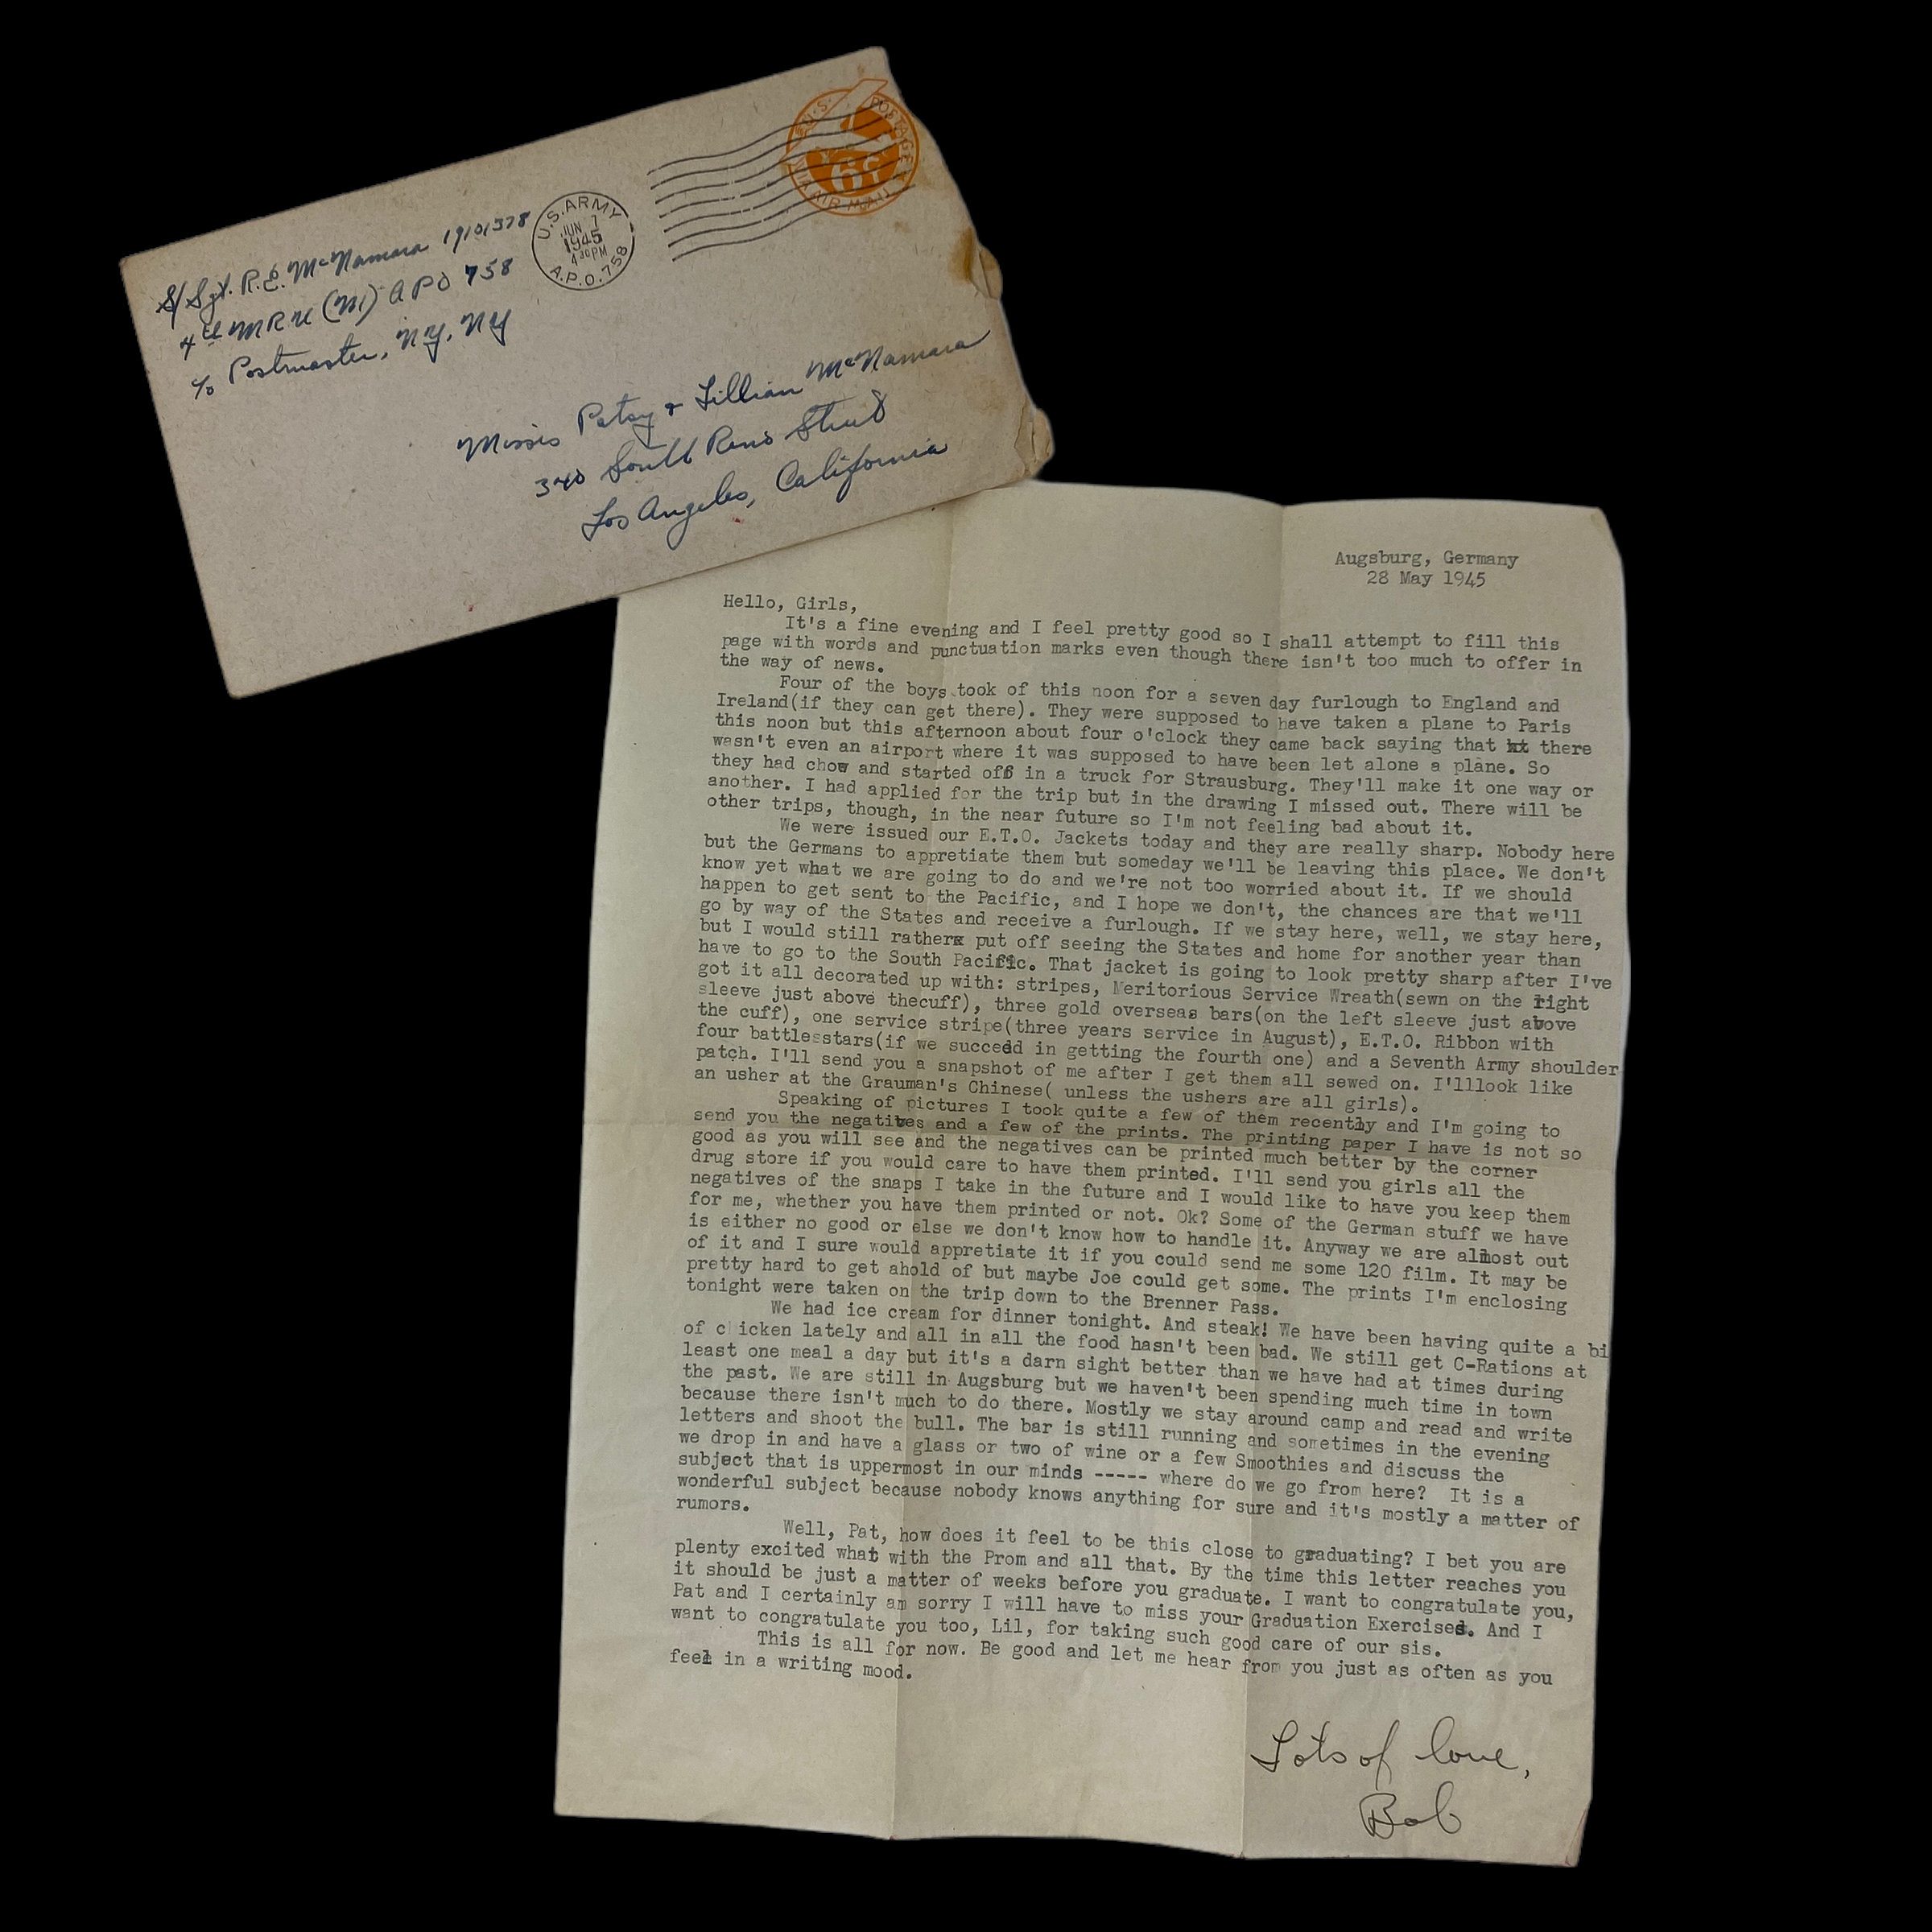 S/Sgt. R.E. McNamara 19101378
4th MRU (M) APO 758
c/o Postmaster, N.Y, NY
U.S. ARMY
JUN 7
1945
4 30 PM
A.P.O. 758
U.S. POSTAGE
6¢
VIA AIR MAIL
Misses Patsy & Lillian McNamara
340 South Reno Street
Los Angeles, California
Augsburg, Germany
28 May 1945
Hello, Girls,
It's a fine evening and I feel pretty good so I shall attempt to fill this
page with words and punctuation marks even though there isn't too much to offer in
the way of news.
Four of the boys took of this noon for a seven day furlough to England and
Ireland(if they can get there). They were supposed to have taken a plane to Paris
this noon but this afternoon about four o'clock they came back saying that there
wasn't even an airport where it was supposed to have been let alone a plane. So
they had chow and started off in a truck for Strausburg. They'll make it one way or
another. I had applied for the trip but in the drawing I missed out. There will be
other trips, though, in the near future so I'm not feeling bad about it.
We were issued our E.T.O. Jackets today and they are really sharp. Nobody here
but the Germans to appretiate them but someday we'll be leaving this place. We don't
know yet what we are going to do and we're not too worried about it. If we should
happen to get sent to the Pacific, and I hope we don't, the chances are that we'll
go by way of the States and receive a furlough. If we stay here, well, we stay here,
but I would still rather put off seeing the States and home for another year than
have to go to the South Pacific. That jacket is going to look pretty sharp after I've
got it all decorated up with: stripes, Meritorious Service Wreath(sewn on the right
sleeve just above thecuff), three gold overseas bars(on the left sleeve just above
the cuff), one service stripe(three years service in August), E.T.O. Ribbon with
four battlesstars(if we succeed in getting the fourth one) and a Seventh Army shoulder
patch. I'll send you a snapshot of me after I get them all sewed on. I'lllook like
an usher at the Grauman's Chinese( unless the ushers are all girls).
Speaking of pictures I took quite a few of them recently and I'm going to
send you the negatives and a few of the prints. The printing paper I have is not so
good as you will see and the negatives can be printed much better by the corner
drug store if you would care to have them printed. I'll send you girls all the
negatives of the snaps I take in the future and I would like to have you keep them
for me, whether you have them printed or not. Ok? Some of the German stuff we have
is either no good or else we don't know how to handle it. Anyway we are almost out
of it and I sure would appretiate it if you could send me some 120 film. It may be
pretty hard to get ahold of but maybe Joe could get some. The prints I'm enclosing
tonight were taken on the trip down to the Brenner Pass.
We had ice cream for dinner tonight. And steak! We have been having quite a bi
of c icken lately and all in all the food hasn't been bad. We still get C-Rations at
least one meal a day but it's a darn sight better than we have had at times during
the past. We are still in Augsburg but we haven't been spending much time in town
because there isn't much to do there. Mostly we stay around camp and read and write
letters and shoot the bull. The bar is still running and sometimes in the evening
we drop in and have a glass or two of wine or a few Smoothies and discuss the
subject that is uppermost in our minds ----- where do we go from here?  It is a
wonderful subject because nobody knows anything for sure and it's mostly a matter of
rumors.
Well, Pat, how does it feel to be this close to graduating? I bet you are
plenty excited what with the Prom and all that. By the time this letter reaches you
it should be just a matter of weeks before you graduate. I want to congratulate you,
Pat and I certainly am sorry I will have to miss your Graduation Exercises. And I
want to congratulate you too, Lil, for taking such good care of our sis.
This is all for now. Be good and let me hear from you just as often as you
feel in a writing mood.
Lots of love,
Bob